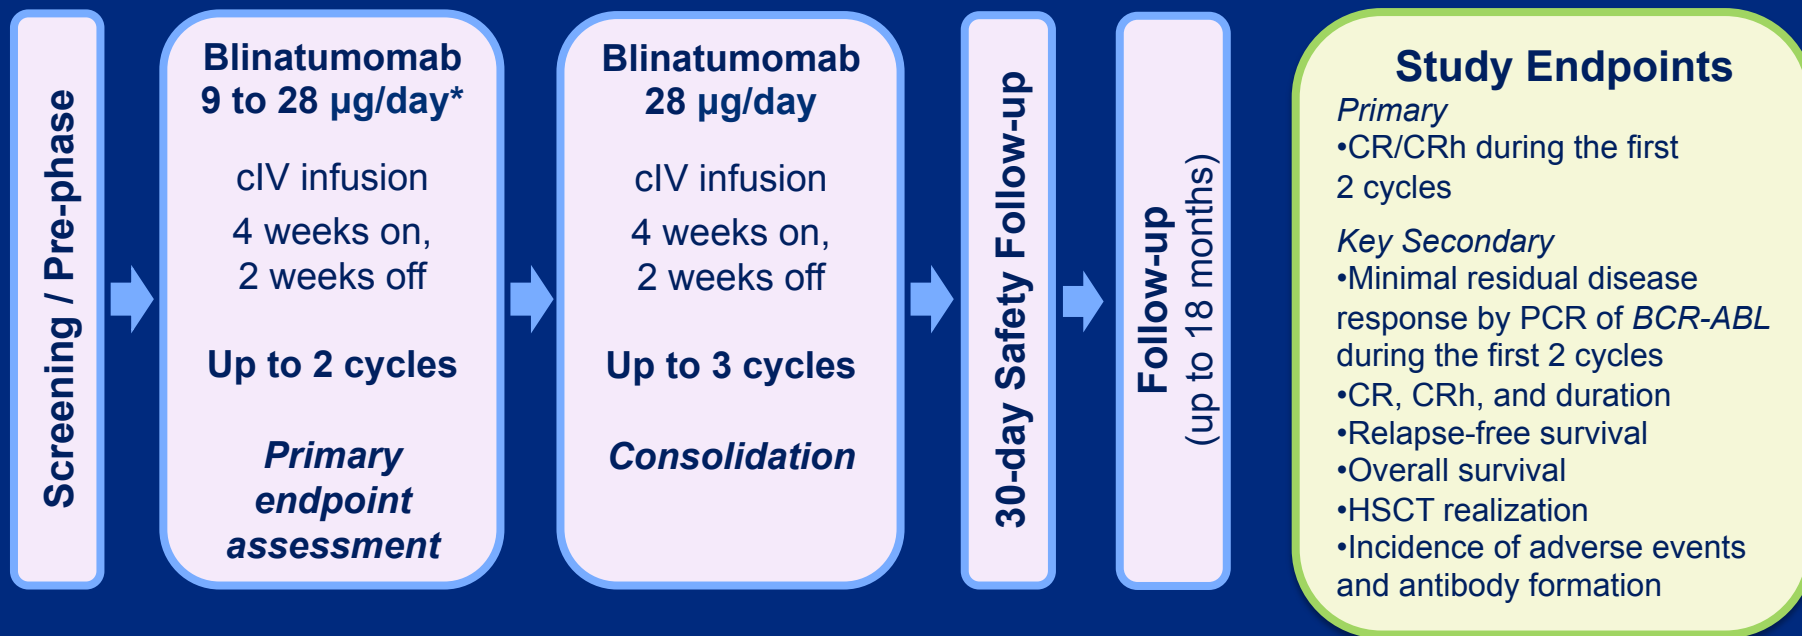 Screening / Pre-phase
Blinatumomab
9 to 28 µg/day*
cIV infusion
4 weeks on,
2 weeks off
Up to 2 cycles
Primary
endpoint
assessment
Blinatumomab
28 µg/day
cIV infusion
4 weeks on,
2 weeks off
Up to 3 cycles
Consolidation
30-day Safety Follow-up
Follow-up
(up to 18 months)
Study Endpoints
Primary
•CR/CRh during the first
2 cycles
Key Secondary
•Minimal residual disease
response by PCR of BCR-ABL
during the first 2 cycles
•CR, CRh, and duration
•Relapse-free survival
•Overall survival
•HSCT realization
•Incidence of adverse events
and antibody formation